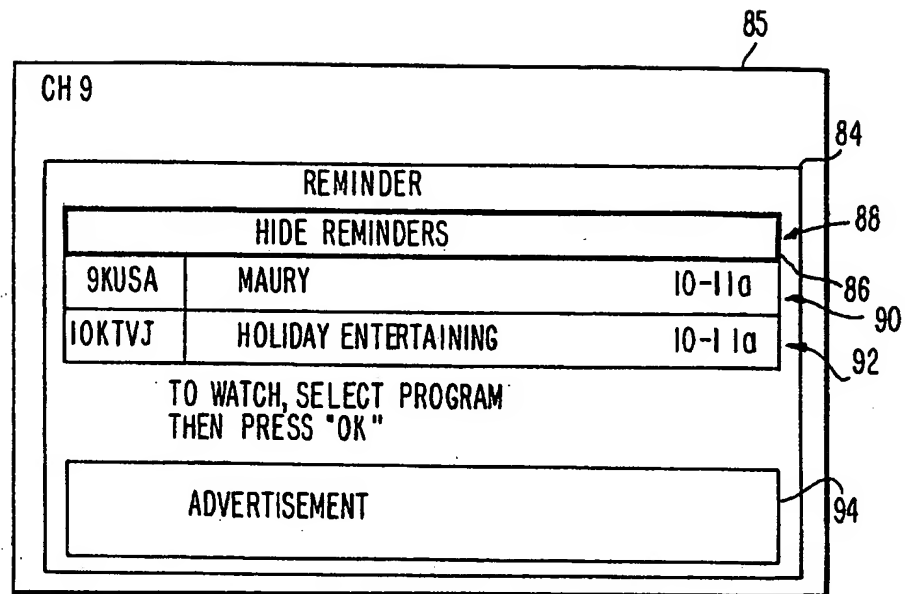 85
CH 9
84
REMINDER
HIDE REMINDERS
88
86
9KUSA MAURY 10-11a
90
10KTVJ HOLIDAY ENTERTAINING 10-11a
92
TO WATCH, SELECT PROGRAM
THEN PRESS "OK"
ADVERTISEMENT
94